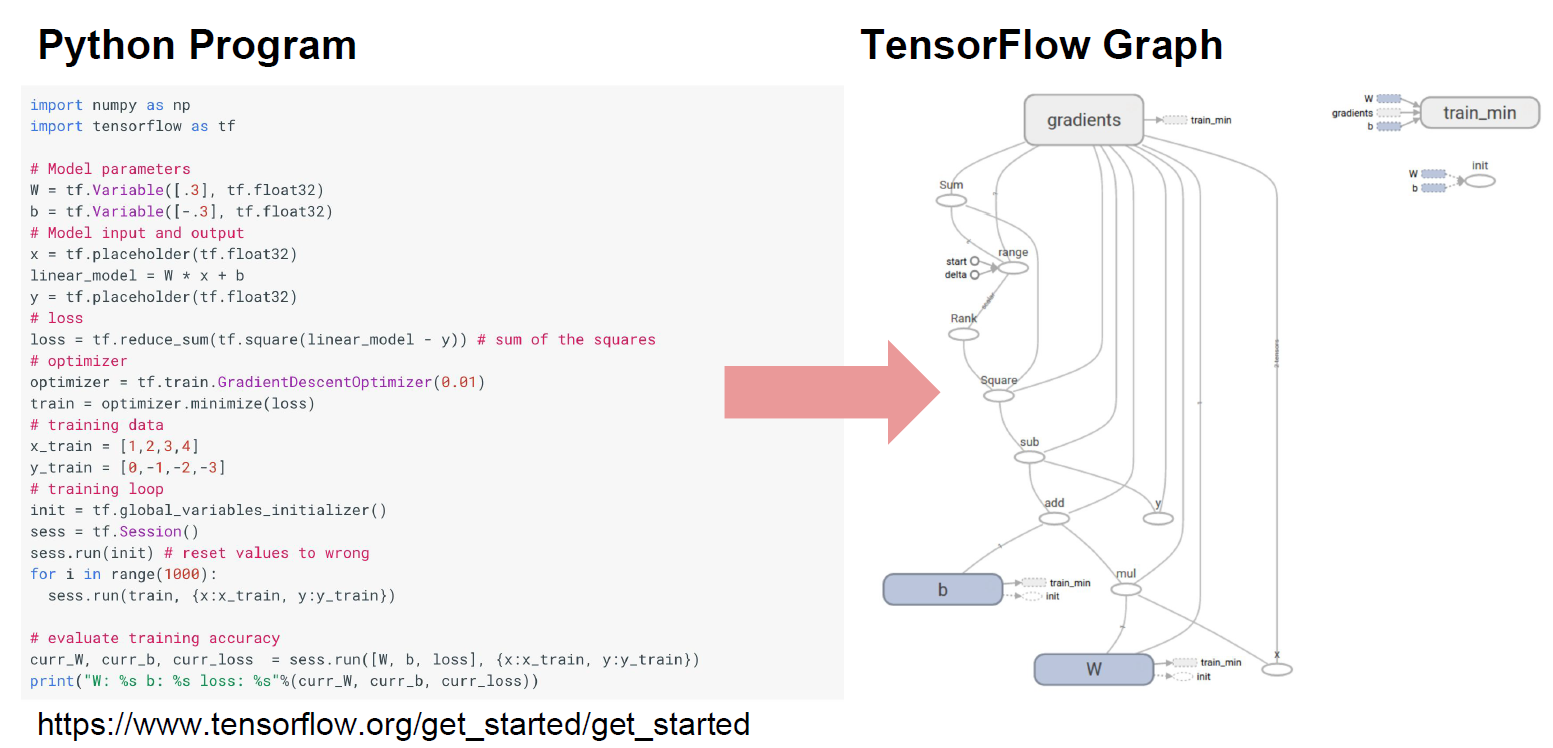 Python Program
import numpy as np
import tensorflow as tf
# Model parameters
W = tf.Variable([.3], tf.float32)
b = tf.Variable([-.3], tf.float32)
# Model input and output
x = tf.placeholder(tf.float32)
linear_model = W * x + b
y = tf.placeholder(tf.float32)
# loss
loss = tf.reduce_sum(tf.square(linear_model - y)) # sum of the squares
# optimizer
optimizer = tf.train.GradientDescentOptimizer(0.01)
train = optimizer.minimize(loss)
# training data
x_train = [1,2,3,4]
y_train = [0,-1,-2,-3]
# training loop
init = tf.global_variables_initializer()
sess = tf.Session()
sess.run(init) # reset values to wrong
for i in range(1000):
  sess.run(train, {x:x_train, y:y_train})
# evaluate training accuracy
curr_W, curr_b, curr_loss  = sess.run([W, b, loss], {x:x_train, y:y_train})
print("W: %s b: %s loss: %s"%(curr_W, curr_b, curr_loss))
https://www.tensorflow.org/get_started/get_started
TensorFlow Graph
gradients
train_min
Sum
range
start
delta
scalar
Rank
Square
sub
add
y
b
train_min
init
mul
W
train_min
init
x
2 tensors
W
gradients
b
train_min
init
W
b